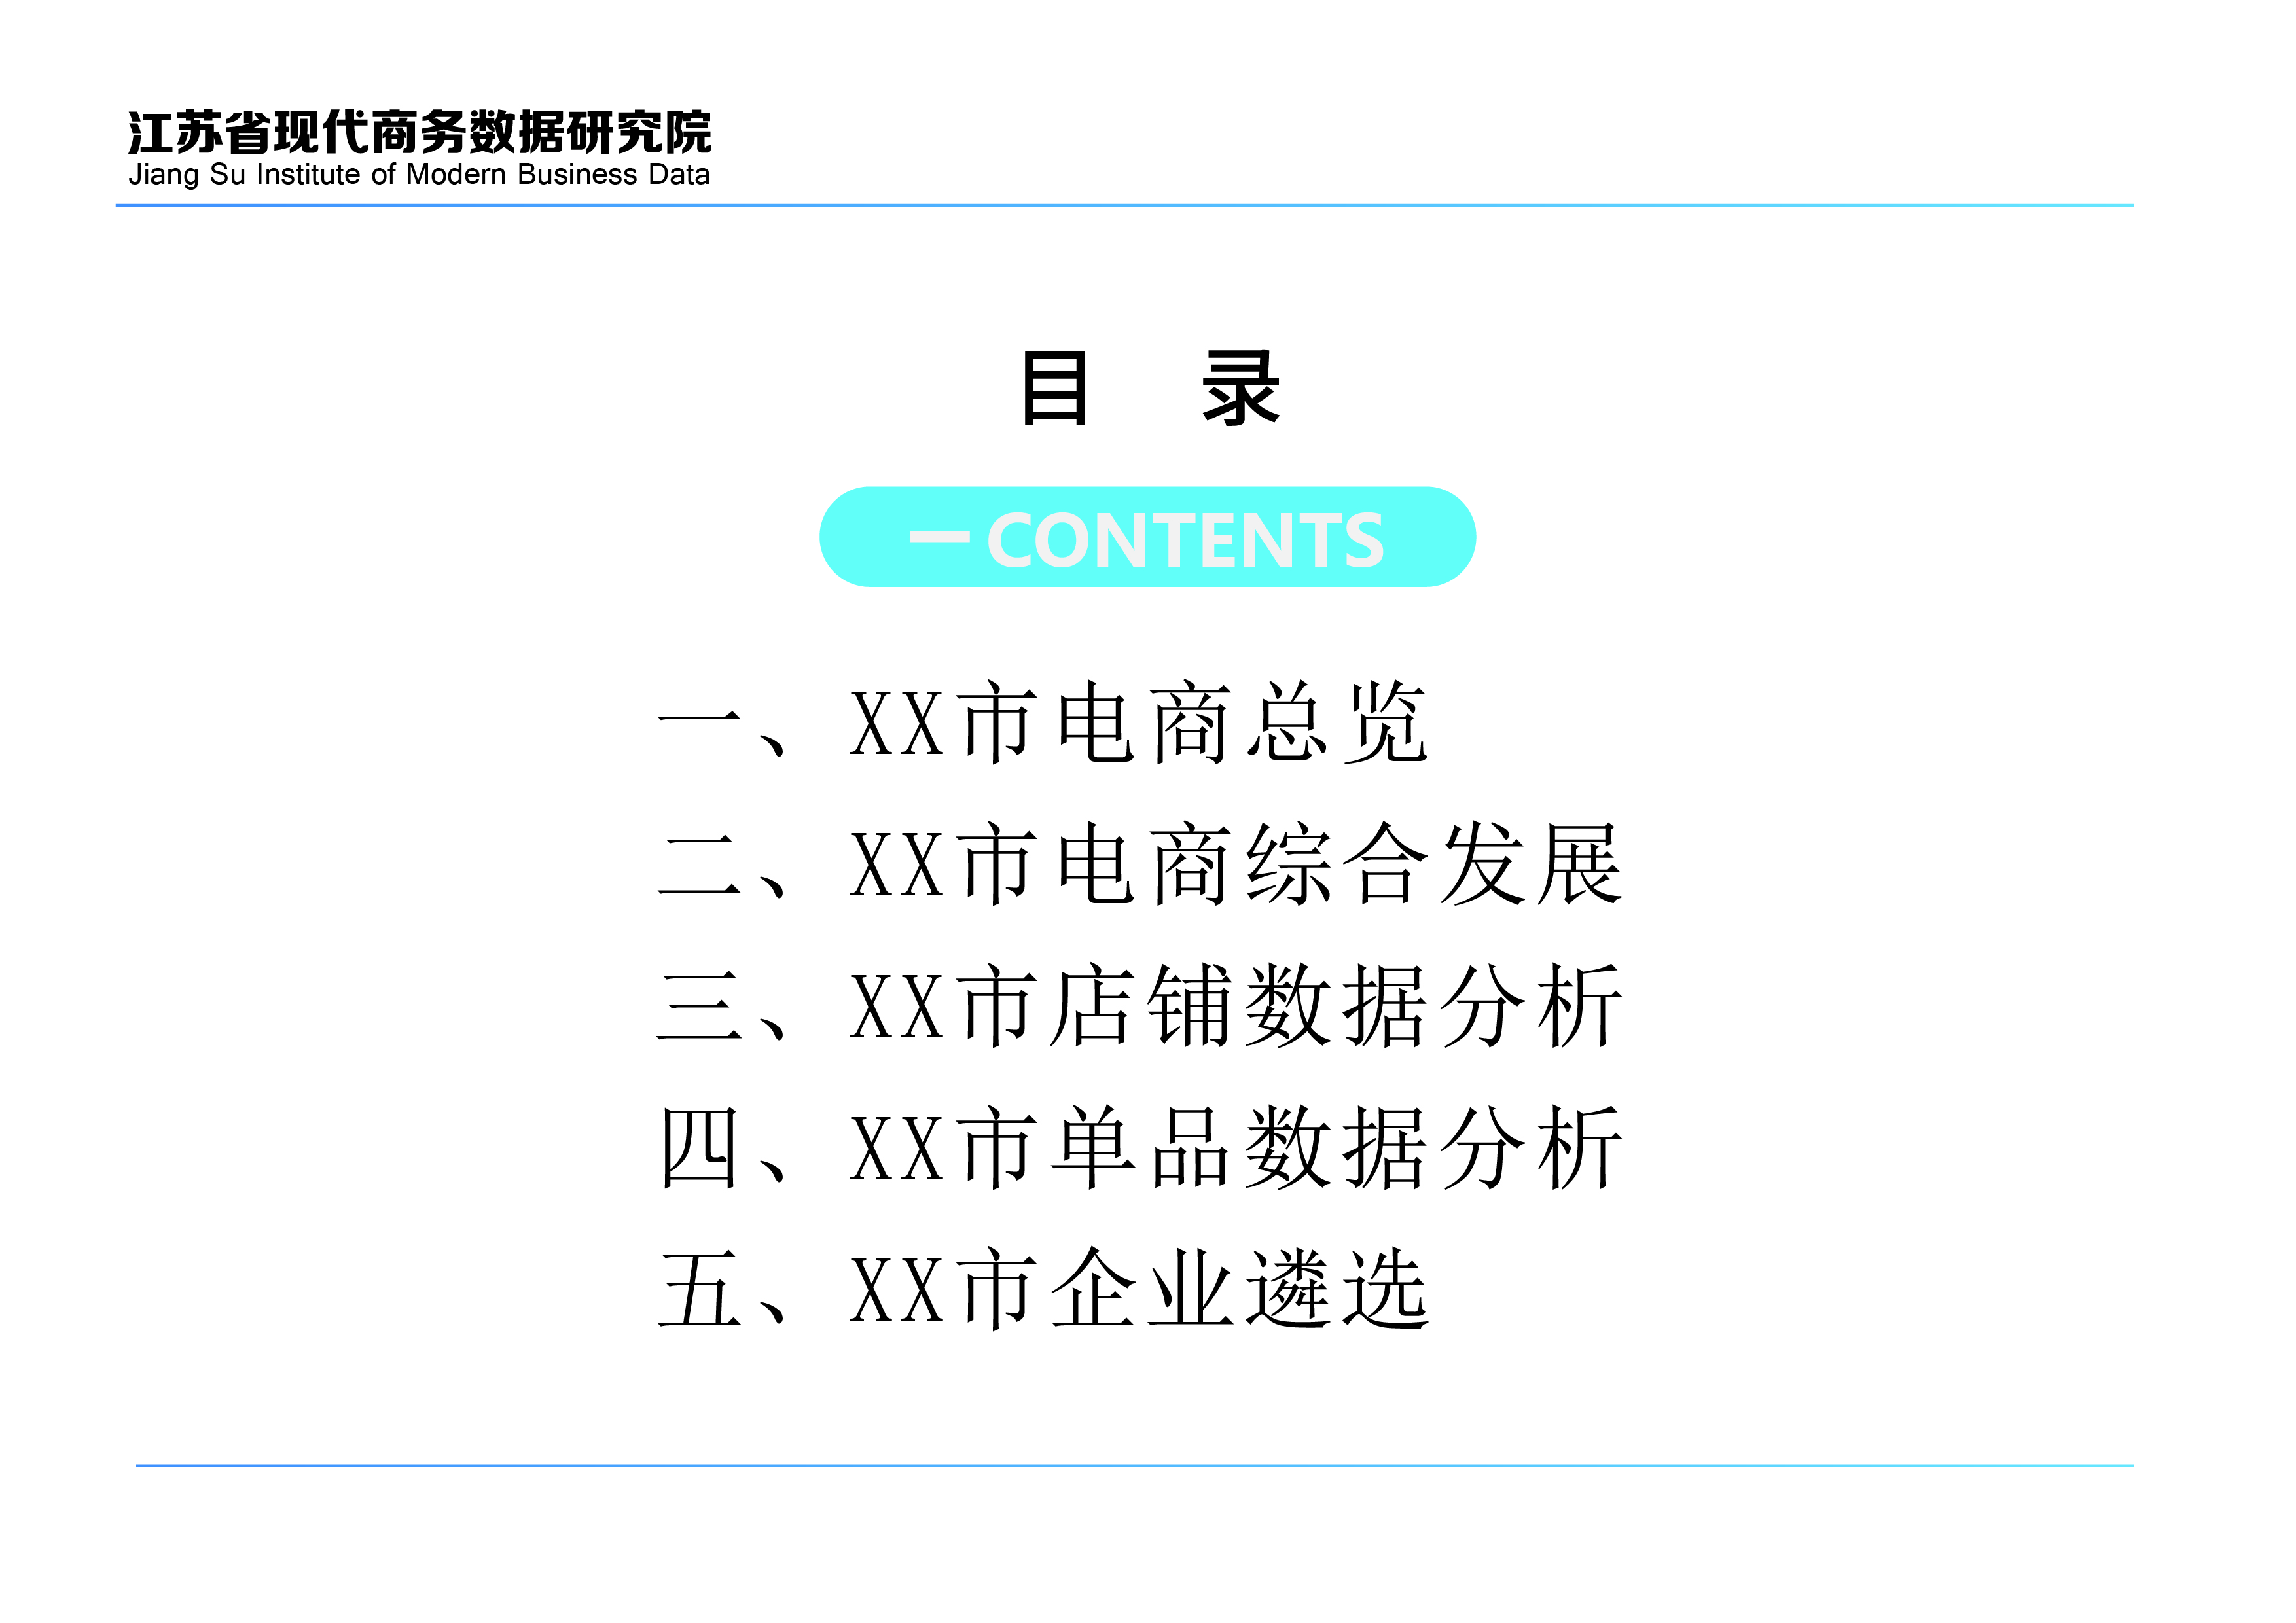 江苏省现代商务数据研究院
Jiang Su Institute of Modern Business Data
目 录
—CONTENTS
一、XX市电商总览
二、XX市电商综合发展
三、XX市店铺数据分析
四、XX市单品数据分析
五、XX市企业遴选